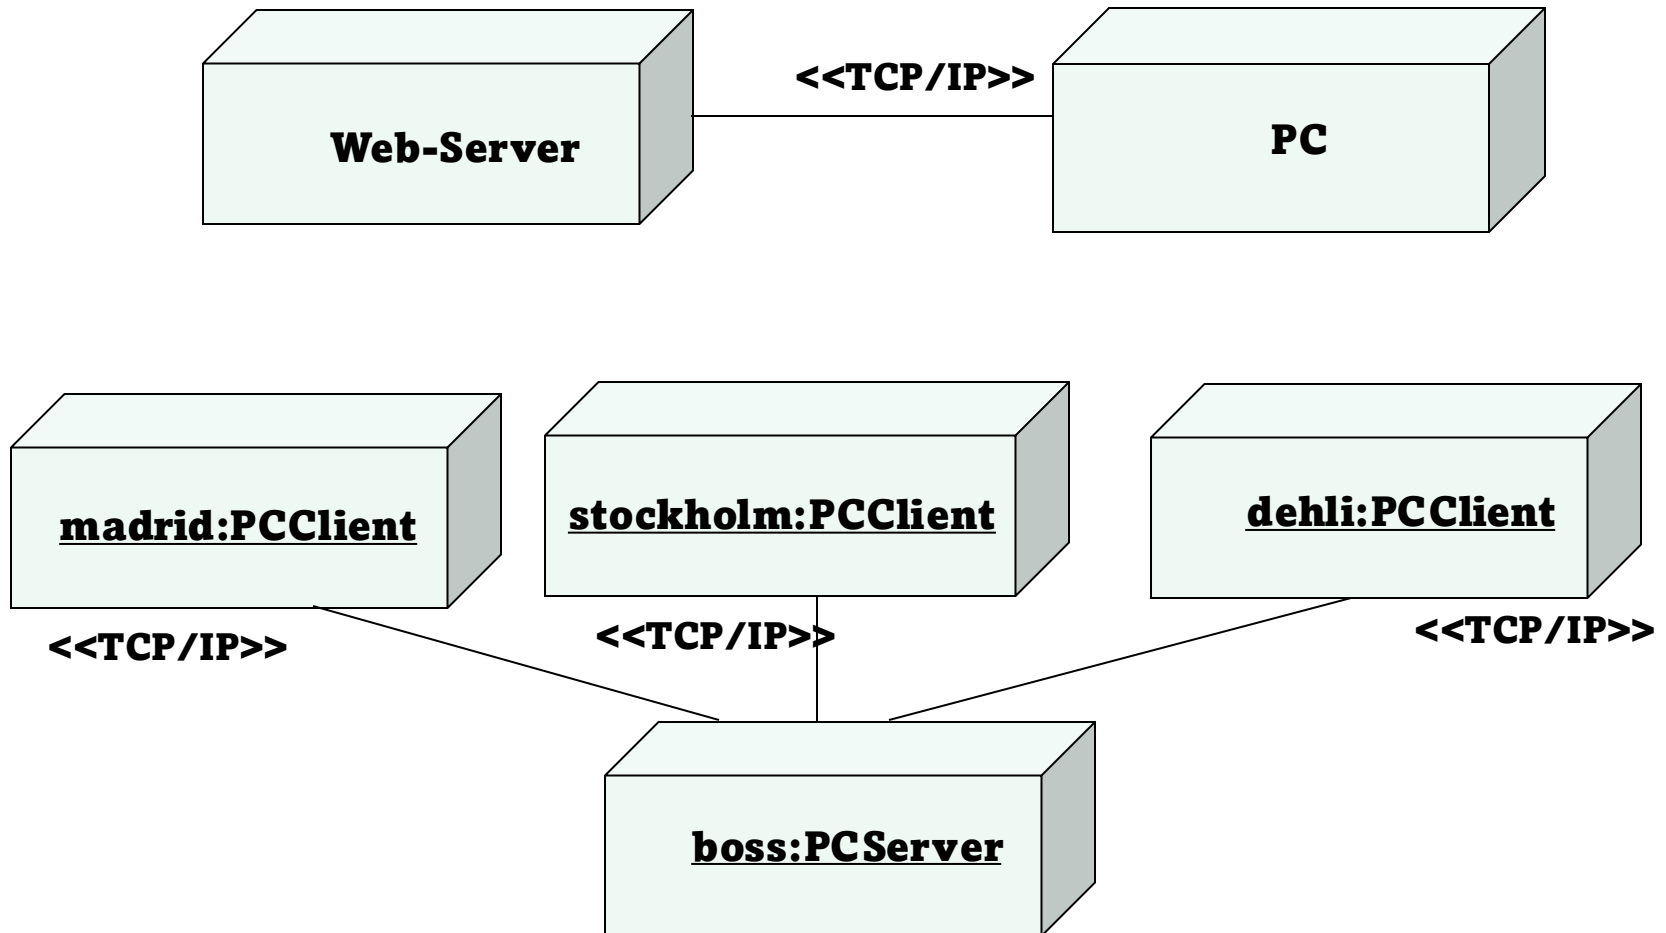 <<TCP/IP>>
Web-Server
PC
madrid:PCClient
stockholm:PCClient
dehli:PCClient
<<TCP/IP>>
<<TCP/IP>>
<<TCP/IP>>
boss:PCServer